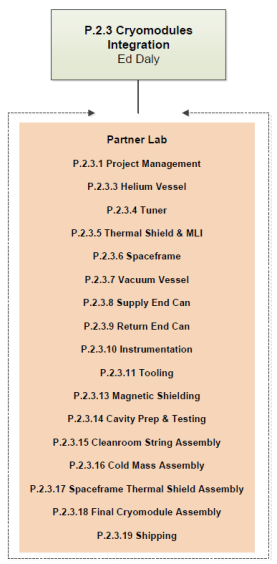 P.2.3 Cryomodules
Integration
Ed Daly
Partner Lab
P.2.3.1 Project Management
P.2.3.3 Helium Vessel
P.2.3.4 Tuner
P.2.3.5 Thermal Shield & MLI
P.2.3.6 Spaceframe
P.2.3.7 Vacuum Vessel
P.2.3.8 Supply End Can
P.2.3.9 Return End Can
P.2.3.10 Instrumentation
P.2.3.11 Tooling
P.2.3.13 Magnetic Shielding
P.2.3.14 Cavity Prep & Testing
P.2.3.15 Cleanroom String Assembly
P.2.3.16 Cold Mass Assembly
P.2.3.17 Spaceframe Thermal Shield Assembly
P.2.3.18 Final Cryomodule Assembly
P.2.3.19 Shipping